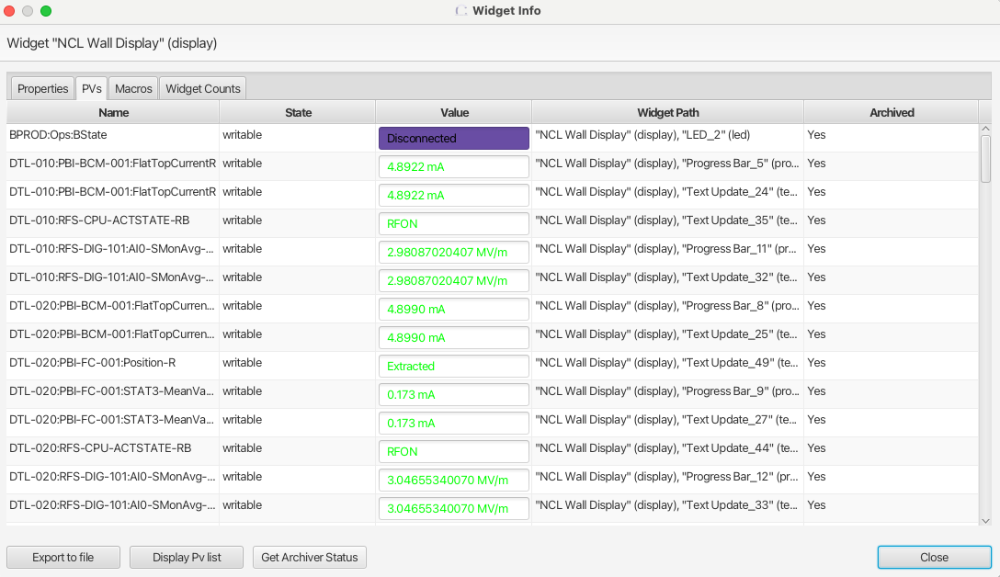 Widget Info
Widget "NCL Wall Display" (display)
Properties PVs Macros Widget Counts
Name State Value Widget Path Archived
BPROD:Ops:BState writable Disconnected "NCL Wall Display" (display), "LED_2" (led) Yes
DTL-010:PBI-BCM-001:FlatTopCurrentR writable 4.8922 mA "NCL Wall Display" (display), "Progress Bar_5" (pro... Yes
DTL-010:PBI-BCM-001:FlatTopCurrentR writable 4.8922 mA "NCL Wall Display" (display), "Text Update_24" (te... Yes
DTL-010:RFS-CPU-ACTSTATE-RB writable RFON "NCL Wall Display" (display), "Text Update_35" (te... Yes
DTL-010:RFS-DIG-101:AI0-SMonAvg-... writable 2.98087020407 MV/m "NCL Wall Display" (display), "Progress Bar_11" (pr... Yes
DTL-010:RFS-DIG-101:AI0-SMonAvg-... writable 2.98087020407 MV/m "NCL Wall Display" (display), "Text Update_32" (te... Yes
DTL-020:PBI-BCM-001:FlatTopCurren... writable 4.8990 mA "NCL Wall Display" (display), "Progress Bar_8" (pro... Yes
DTL-020:PBI-BCM-001:FlatTopCurren... writable 4.8990 mA "NCL Wall Display" (display), "Text Update_25" (te... Yes
DTL-020:PBI-FC-001:Position-R writable Extracted "NCL Wall Display" (display), "Text Update_49" (te... Yes
DTL-020:PBI-FC-001:STAT3-MeanVa... writable 0.173 mA "NCL Wall Display" (display), "Progress Bar_9" (pro... Yes
DTL-020:PBI-FC-001:STAT3-MeanVa... writable 0.173 mA "NCL Wall Display" (display), "Text Update_27" (te... Yes
DTL-020:RFS-CPU-ACTSTATE-RB writable RFON "NCL Wall Display" (display), "Text Update_44" (te... Yes
DTL-020:RFS-DIG-101:AI0-SMonAvg-... writable 3.04655340070 MV/m "NCL Wall Display" (display), "Progress Bar_12" (pr... Yes
DTL-020:RFS-DIG-101:AI0-SMonAvg-... writable 3.04655340070 MV/m "NCL Wall Display" (display), "Text Update_33" (te... Yes
Export to file Display Pv list Get Archiver Status Close